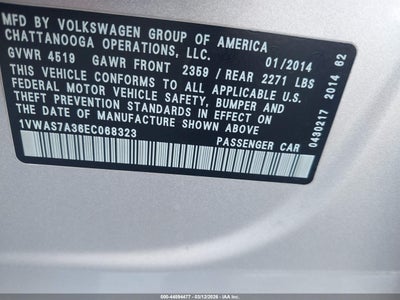 MFD BY VOLKSWAGEN GROUP OF AMERICA
CHATTANOOGA OPERATIONS, LLC. 01/2014
GVWR 4519 GAWR FRONT 2359 / REAR 2271 LBS
THIS VEHICLE CONFORMS TO ALL APPLICABLE U.S.
FEDERAL MOTOR VEHICLE SAFETY, BUMPER AND
THEFT PREVENTION STANDARDS IN EFFECT ON
THE DATE OF MANUFACTURE SHOWN ABOVE
1VWAS7A36EC068323
PASSENGER CAR
0430217 2014 62
500-44694477 - 03/12/2026 - IAA, Inc.